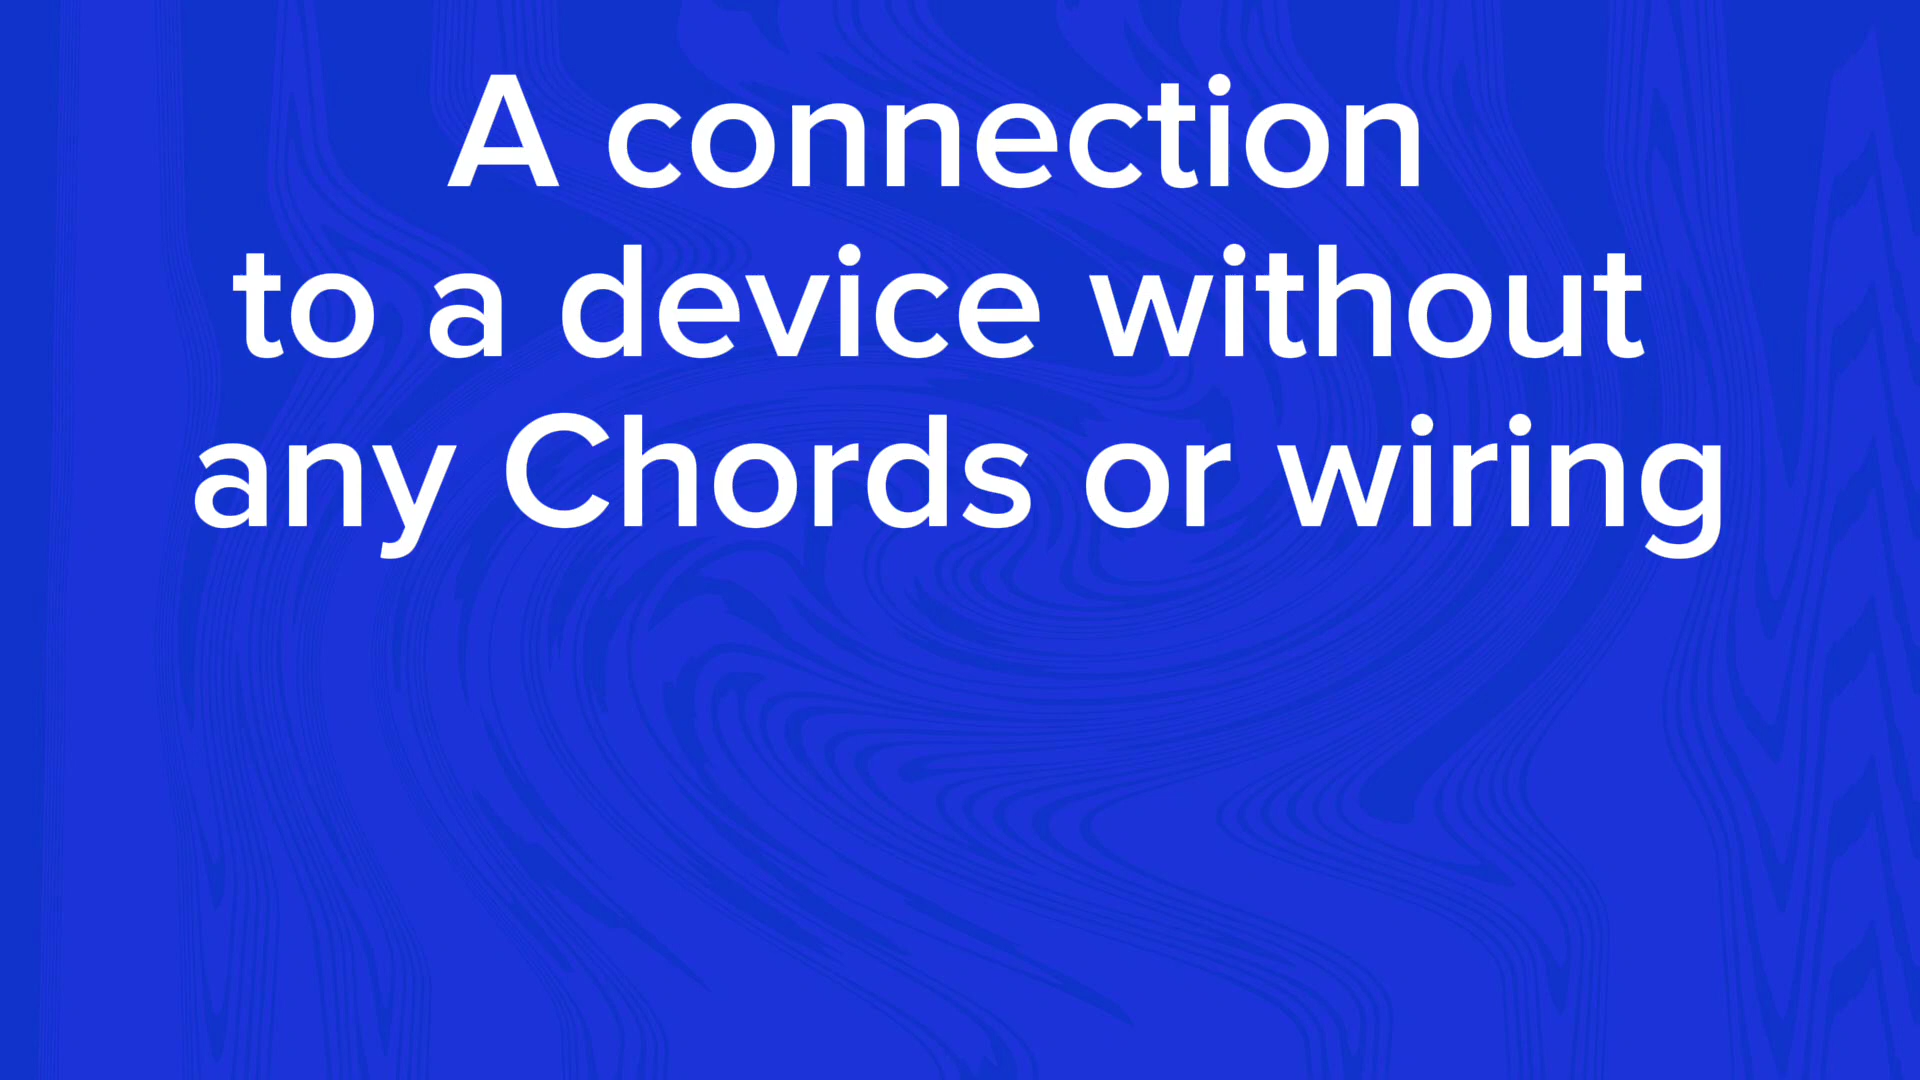 A connection
to a device without
any Chords or wiring